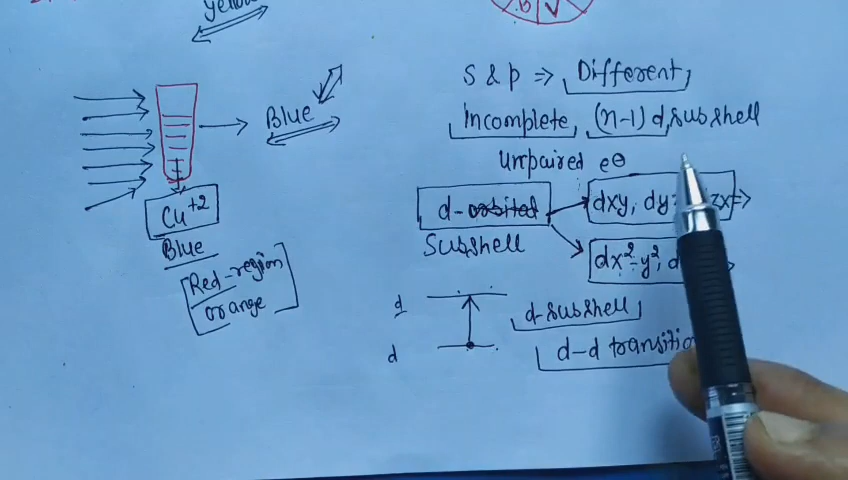 yellow
b
S & p ⇒ Different
Incomplete, (n-1) d subshell
Unpaired e⊖
d-
Subshell
dxy, dy zx ⇒
dx²-y², d
Blue
Cu+2
Blue
Red-region
orange
d
d
d-subshell
d-d transition